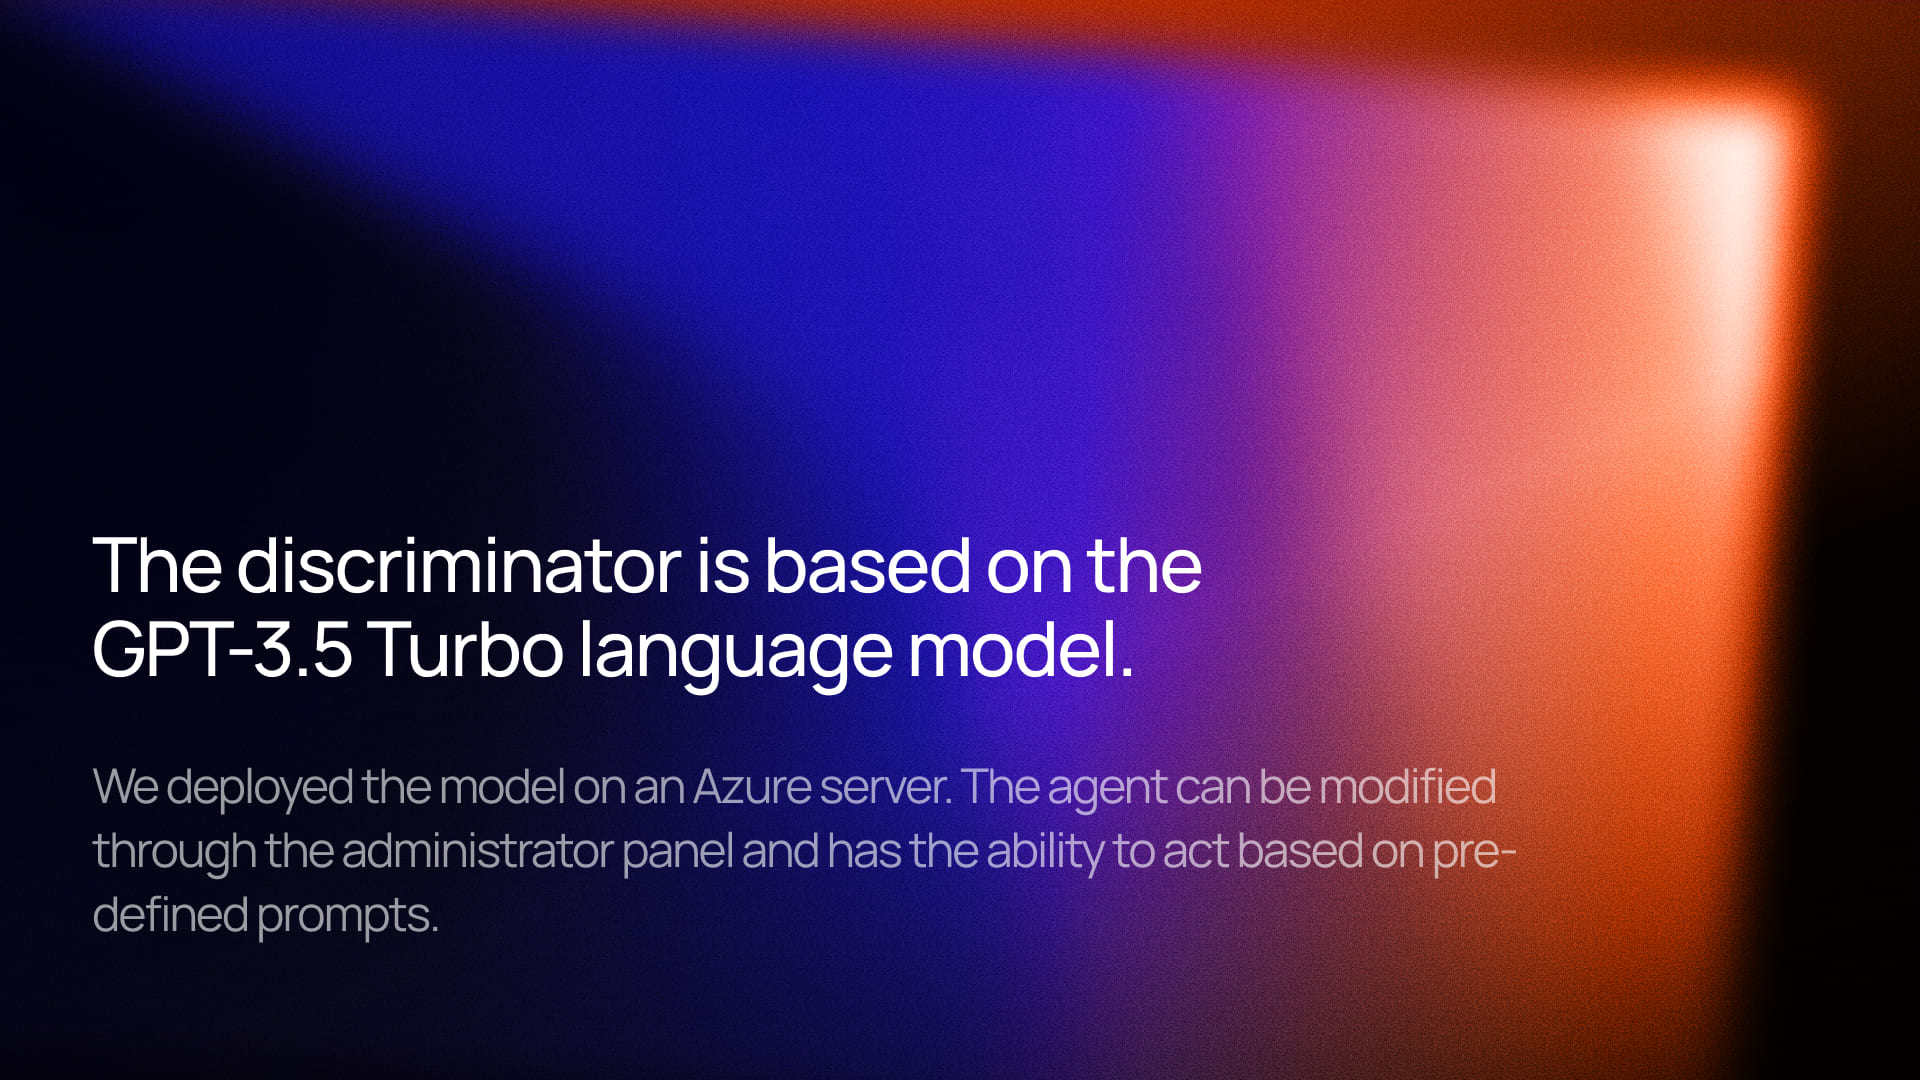 The discriminator is based on the
GPT-3.5 Turbo language model.
We deployed the model on an Azure server. The agent can be modified
through the administrator panel and has the ability to act based on pre-
defined prompts.